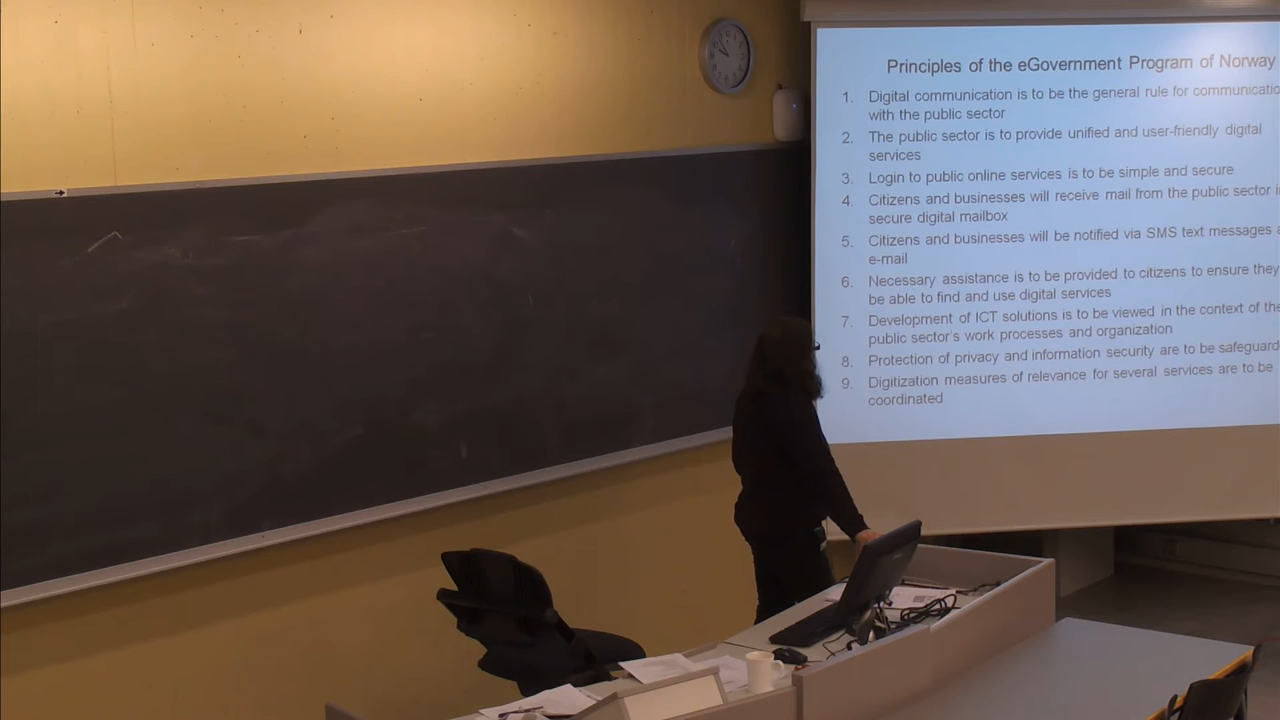 Principles of the eGovernment Program of Norway
1. Digital communication is to be the general rule for
with the public sector
2. The public sector is to provide unified and user-friendly digital
services
3. Login to public online services is to be simple and secure
4. Citizens and businesses will receive mail from the public sector
secure digital mailbox
5. Citizens and businesses will be notified via SMS text messages
e-mail
6. Necessary assistance is to be provided to citizens to ensure they
be able to find and use digital services
7. Development of ICT solutions is to be viewed in the context of the
public sector's work processes and organization
8. Protection of privacy and information security are to be
9. Digitization measures of relevance for several services are to be
coordinated